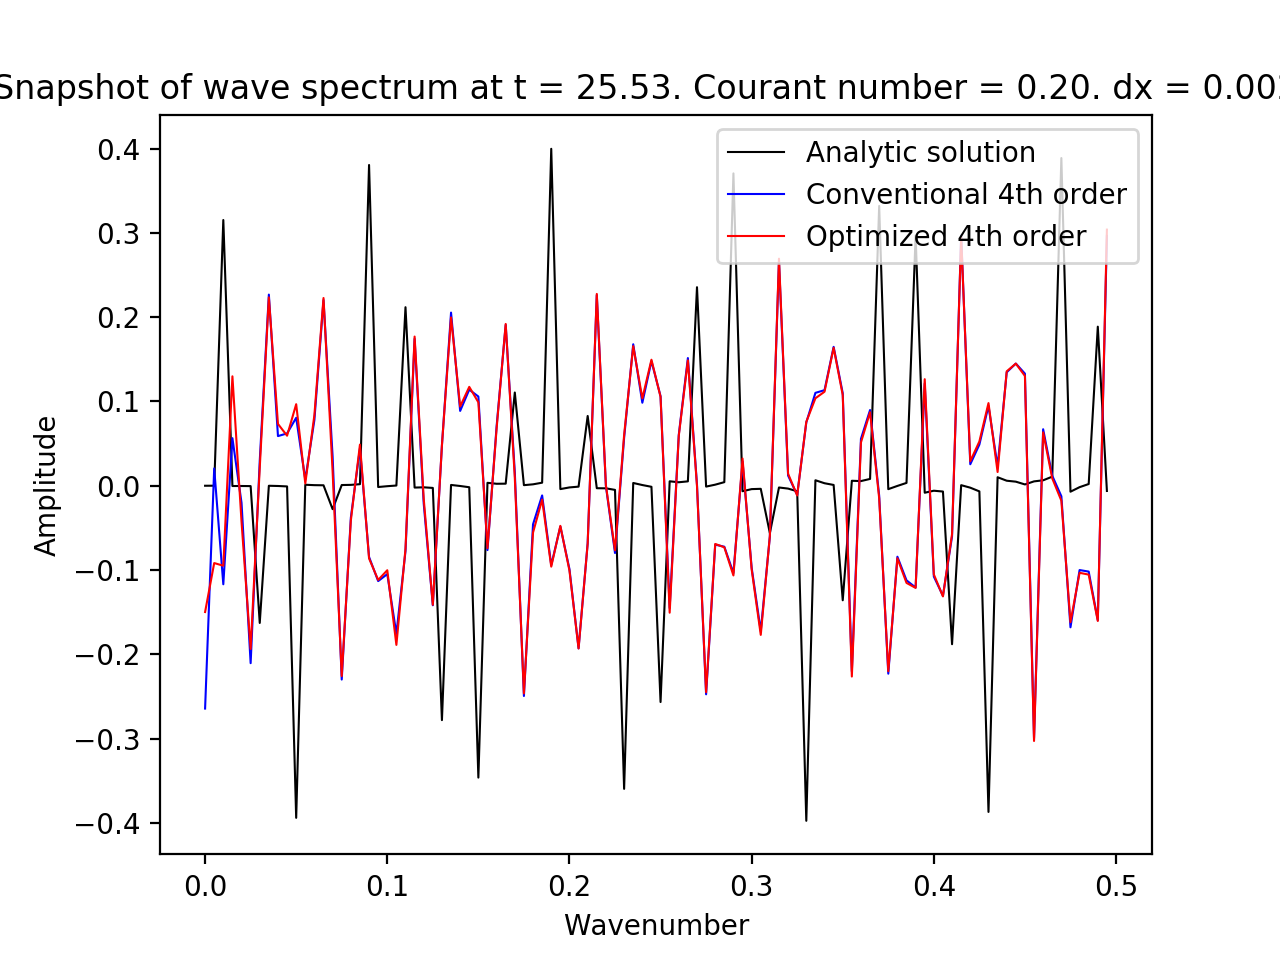 Snapshot of wave spectrum at t = 25.53. Courant number = 0.20. dx =
Analytic solution
Conventional 4th order
Optimized 4th order
Amplitude
0.4
0.3
0.2
0.1
0.0
−0.1
−0.2
−0.3
−0.4
0.0 0.1 0.2 0.3 0.4 0.5
Wavenumber